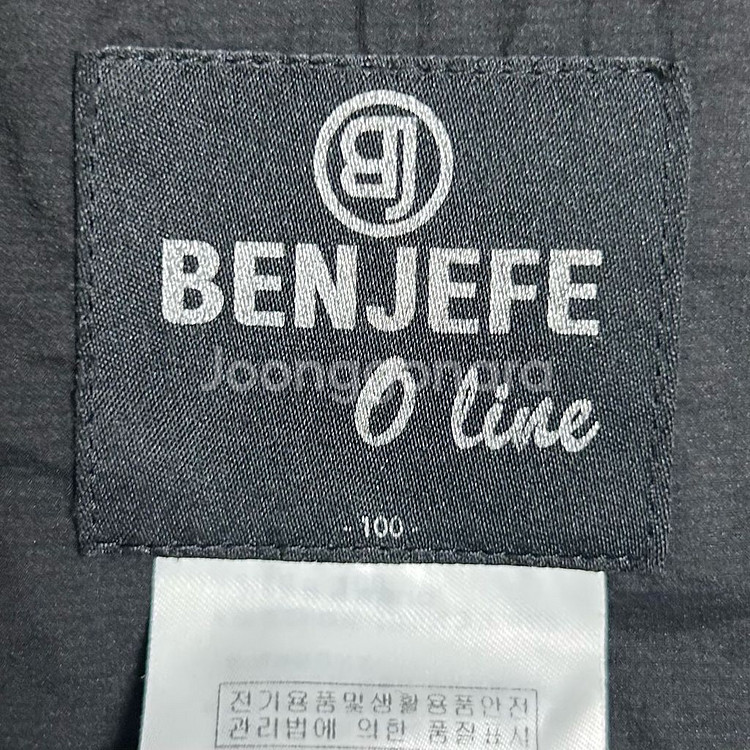 BJ
BENJEFE
Joonggonara
O line
- 100 -
전기용품및생활용품안전
관리법에 의한 품질표시